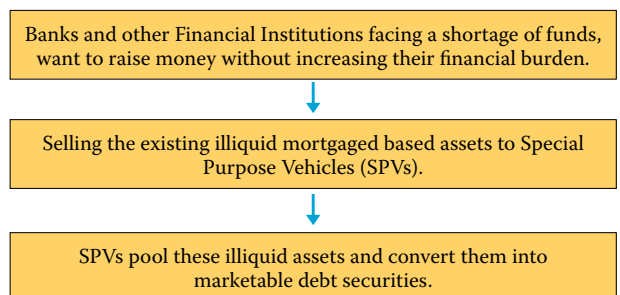 Banks and other Financial Institutions facing a shortage of funds,
want to raise money without increasing their financial burden.
Selling the existing illiquid mortgaged based assets to Special
Purpose Vehicles (SPVs).
SPVs pool these illiquid assets and convert them into
marketable debt securities.